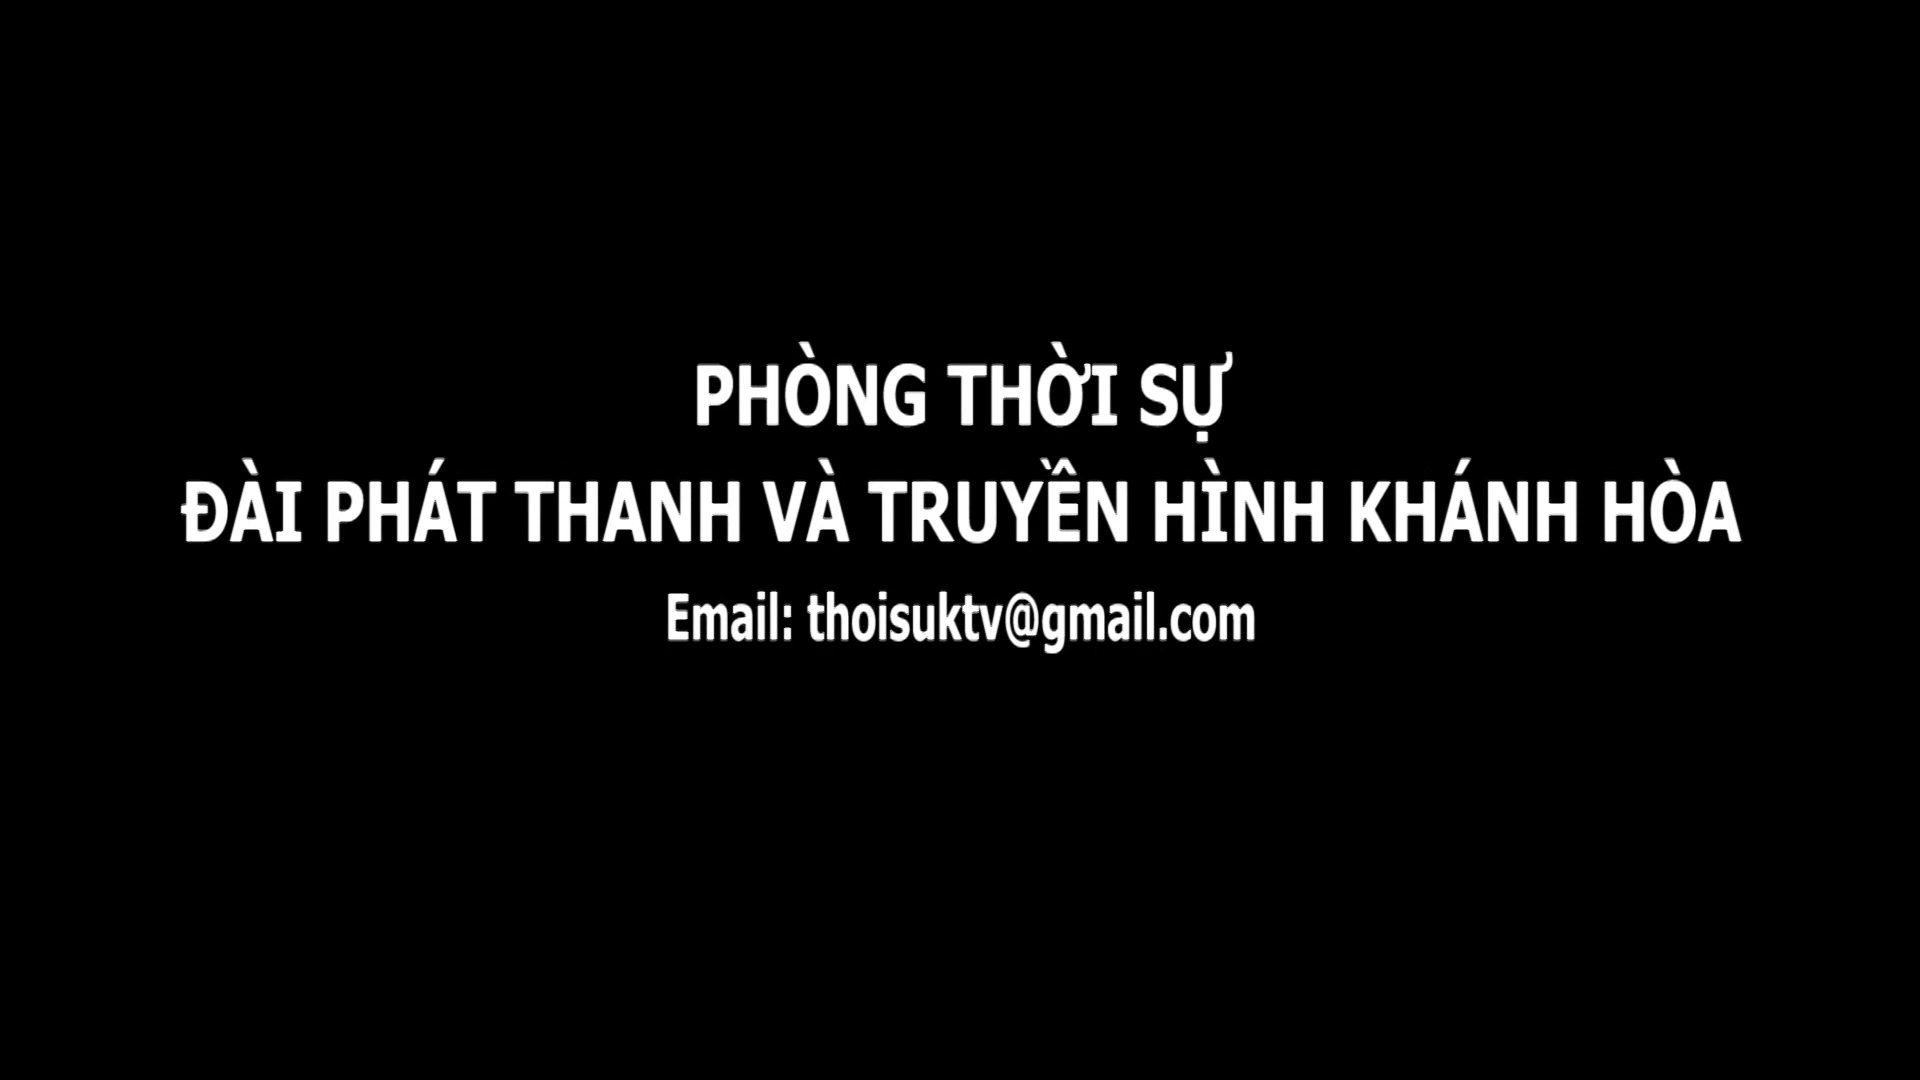 PHÒNG THỜI SỰ
ĐÀI PHÁT THANH VÀ TRUYỀN HÌNH KHÁNH HÒA
Email: thoisuktv@gmail.com